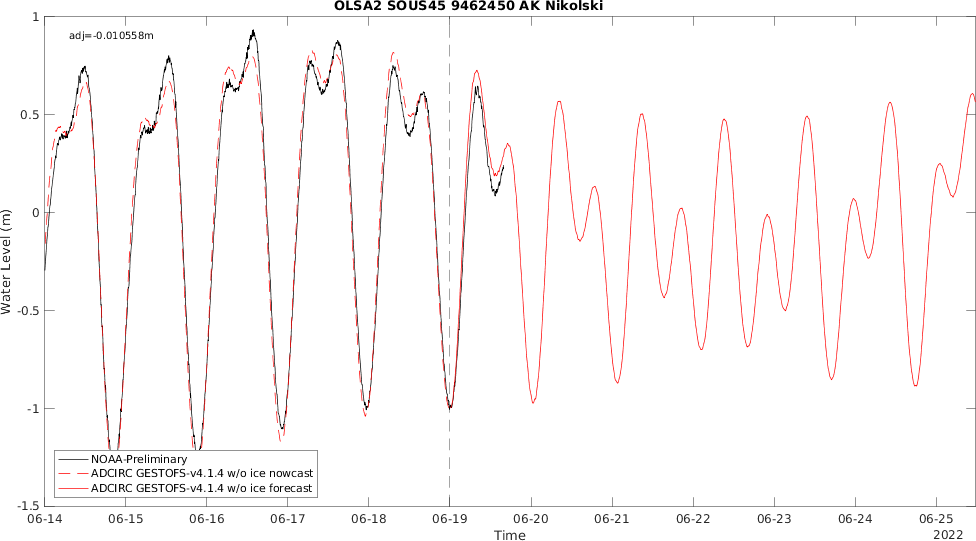 OLSA2 SOUS45 9462450 AK Nikolski
adj=-0.010558m
1
0.5
0
-0.5
-1
-1.5
Water Level (m)
NOAA-Preliminary
ADCIRC GESTOFS-v4.1.4 w/o ice nowcast
ADCIRC GESTOFS-v4.1.4 w/o ice forecast
06-14 06-15 06-16 06-17 06-18 06-19 06-20 06-21 06-22 06-23 06-24 06-25
Time
2022